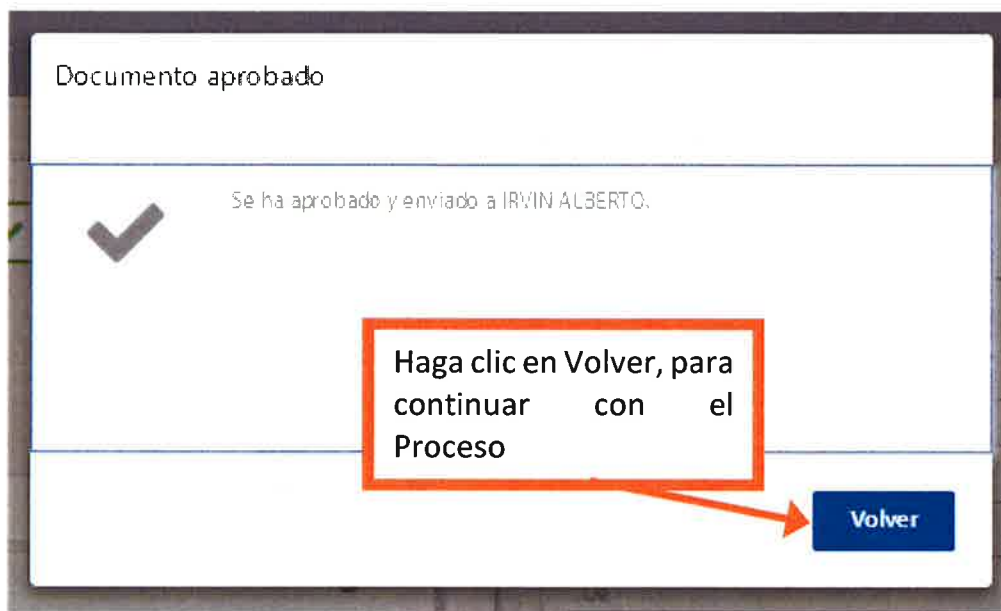 Documento aprobado
Se ha aprobado y enviado a IRVIN ALBERTO.
Haga clic en Volver, para
continuar con el
Proceso
Volver